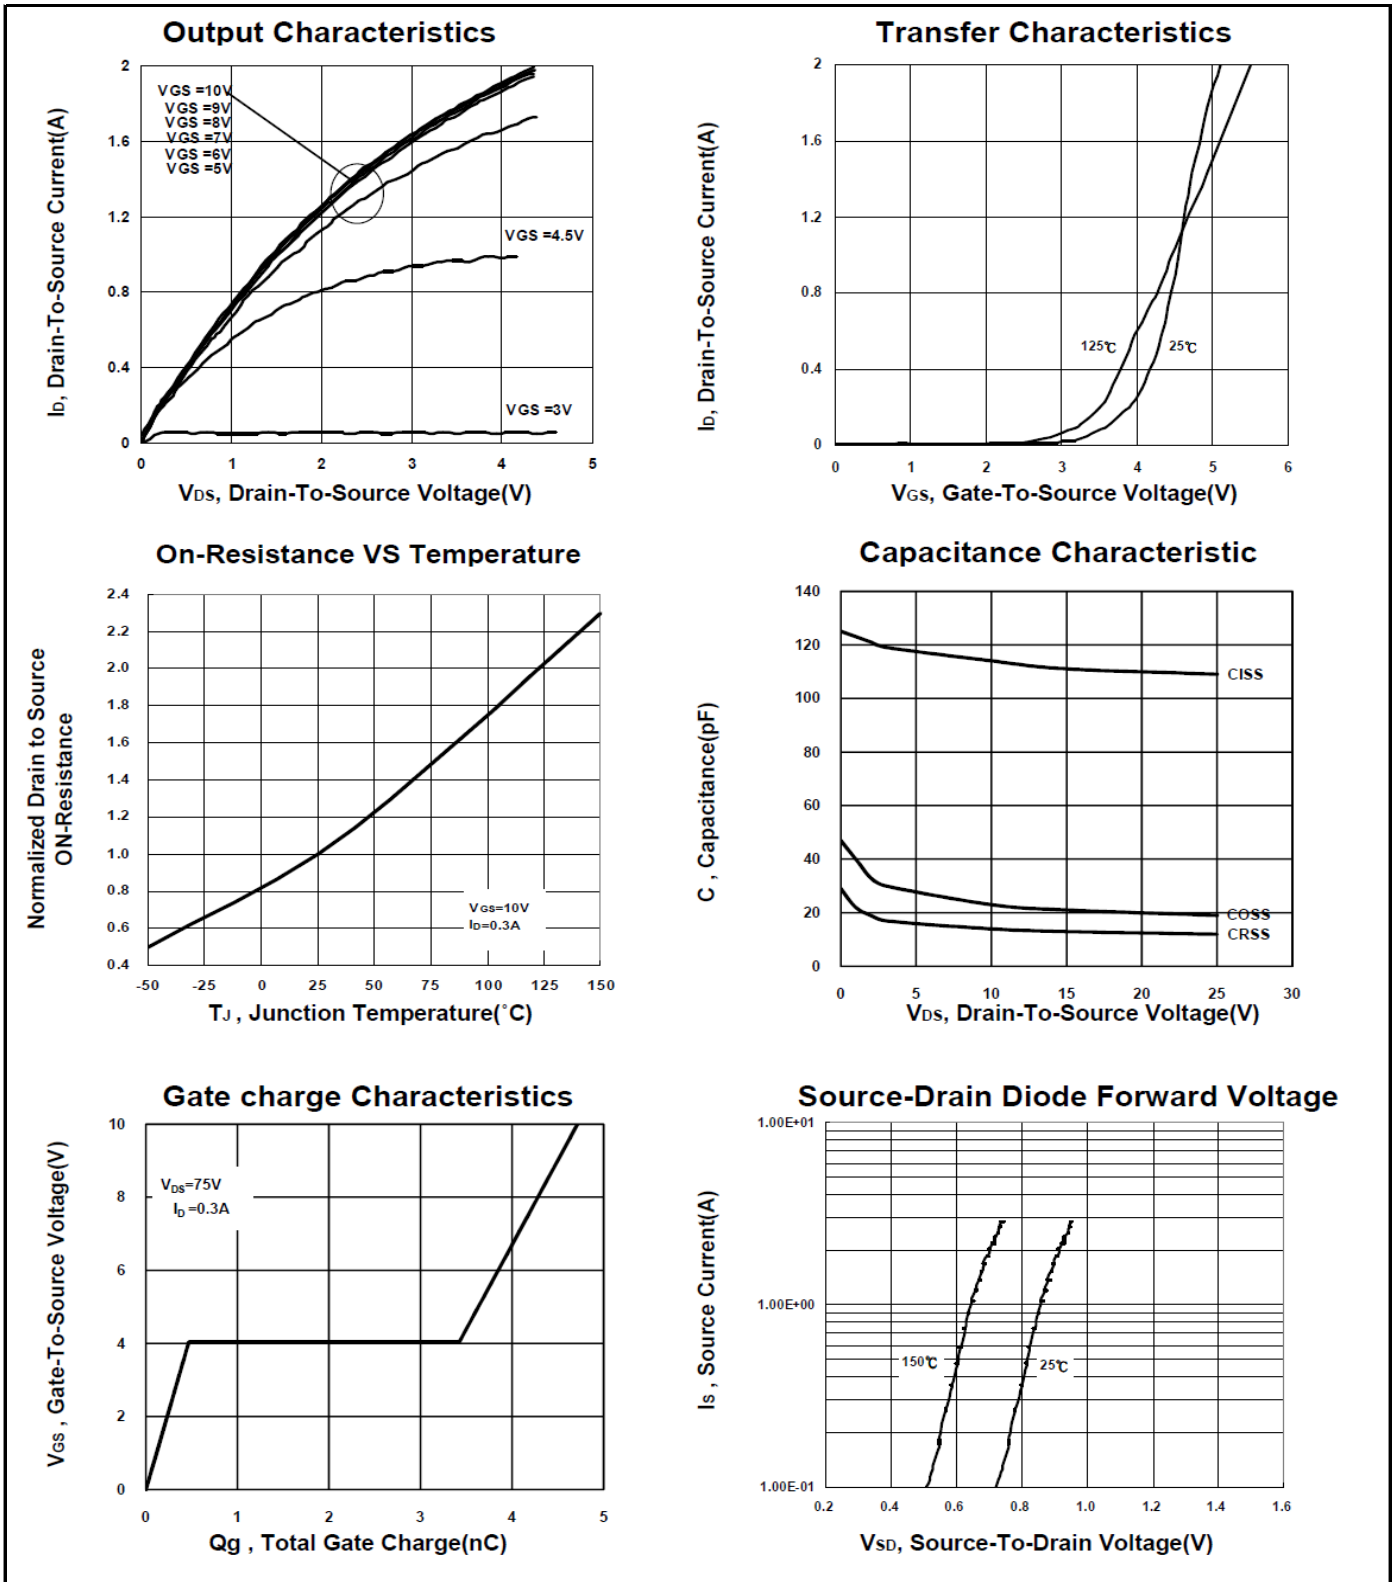 Output Characteristics
ID, Drain-To-Source Current(A)
2
1.6
1.2
0.8
0.4
0
VGS =10V
VGS =9V
VGS =8V
VGS =7V
VGS =6V
VGS =5V
VGS =4.5V
VGS =3V
0 1 2 3 4 5
VDS, Drain-To-Source Voltage(V)
Transfer Characteristics
ID, Drain-To-Source Current(A)
2
1.6
1.2
0.8
0.4
0
125℃
25℃
0 1 2 3 4 5 6
VGS, Gate-To-Source Voltage(V)
On-Resistance VS Temperature
Normalized Drain to Source
ON-Resistance
2.4
2.2
2.0
1.8
1.6
1.4
1.2
1.0
0.8
0.6
0.4
VGS=10V
ID=0.3A
-50 -25 0 25 50 75 100 125 150
TJ , Junction Temperature(˚C)
Capacitance Characteristic
C , Capacitance(pF)
140
120
100
80
60
40
20
0
CISS
COSS
CRSS
0 5 10 15 20 25 30
VDS, Drain-To-Source Voltage(V)
Gate charge Characteristics
VGS , Gate-To-Source Voltage(V)
10
8
6
4
2
0
VDS=75V
ID =0.3A
0 1 2 3 4 5
Qg , Total Gate Charge(nC)
Source-Drain Diode Forward Voltage
IS , Source Current(A)
1.00E+01
1.00E+00
1.00E-01
150℃
25℃
0.2 0.4 0.6 0.8 1.0 1.2 1.4 1.6
VSD, Source-To-Drain Voltage(V)